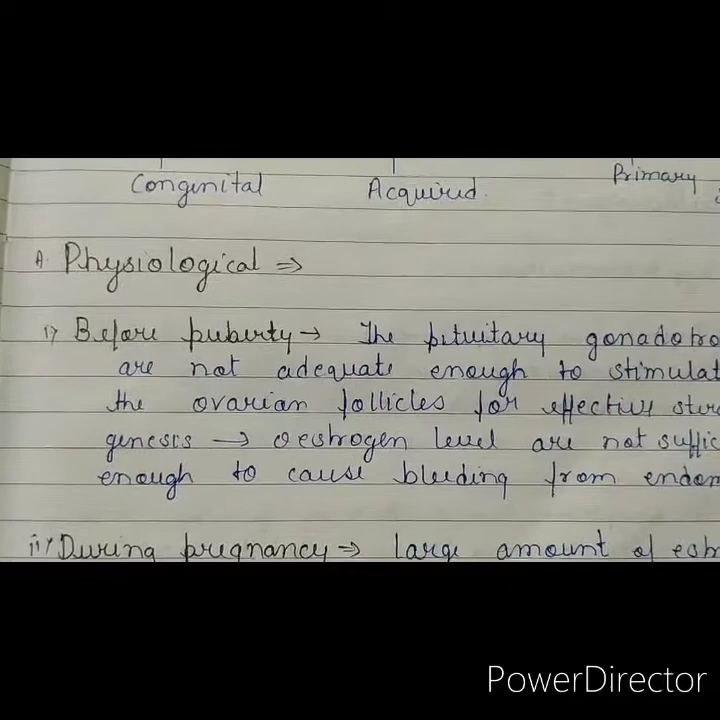 Congenital Acquired. Primary
A. Physiological ⇒
i) Before puberty → The pituitary gonadotro
are not adequate enough to stimulat
the ovarian follicles for effective ster
genesis → oestrogen level are not suffic
enough to cause bleeding from endom
ii) During pregnancy ⇒ large amount of estr
PowerDirector